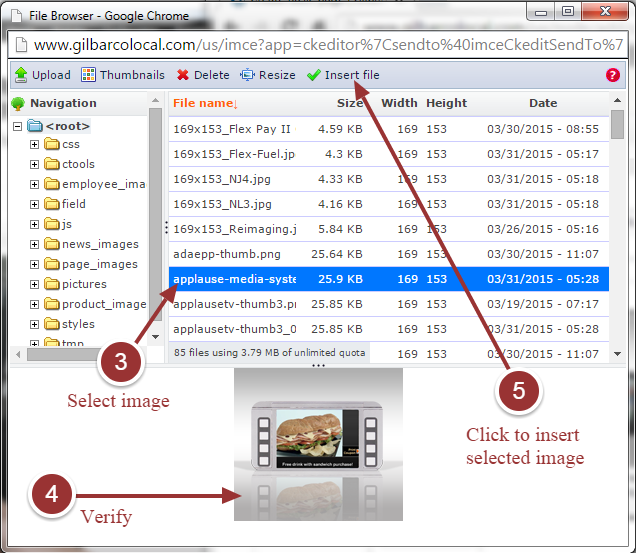 File Browser - Google Chrome
www.gilbarcolocal.com/us/imce?app=ckeditor%7Csendto%40imceCkeditSendTo%7
Upload Thumbnails Delete Resize Insert file ?
Navigation File name↓ Size Width Height Date
<root>
css
ctools
employee_ima
field
js
news_images
page_images
pictures
product_image
styles
tmp
169x153_Flex Pay II 4.59 KB 169 153 03/30/2015 - 08:55
169x153_Flex-Fuel.jp 4.3 KB 169 153 03/31/2015 - 05:17
169x153_NJ4.jpg 4.33 KB 169 153 03/31/2015 - 05:18
169x153_NL3.jpg 4.16 KB 169 153 03/31/2015 - 05:18
169x153_Reimaging.j 5.84 KB 169 153 03/26/2015 - 05:16
adaepp-thumb.png 25.64 KB 169 153 03/30/2015 - 11:07
applause-media-syste 25.9 KB 169 153 03/31/2015 - 05:28
applausetv-thumb3.pr 25.85 KB 169 153 03/19/2015 - 07:17
applausetv-thumb3_0 25.85 KB 169 153 03/31/2015 - 05:28
169 153 03/30/2015 - 11:07
85 files using 3.79 MB of unlimited quota
3
Select image
5
Click to insert
selected image
Free drink with sandwich purchase!
4
Verify